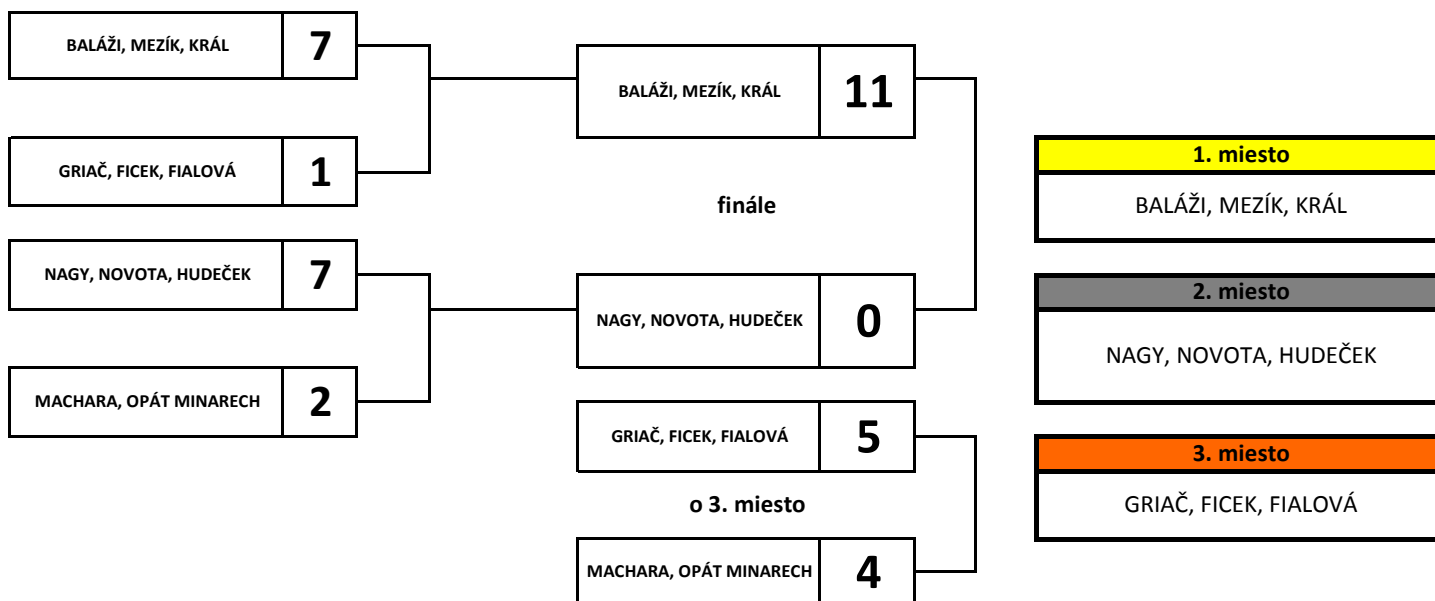 BALÁŽI, MEZÍK, KRÁL 7
GRIAČ, FICEK, FIALOVÁ 1
NAGY, NOVOTA, HUDEČEK 7
MACHARA, OPÁT MINARECH 2
BALÁŽI, MEZÍK, KRÁL 11
finále
NAGY, NOVOTA, HUDEČEK 0
GRIAČ, FICEK, FIALOVÁ 5
o 3. miesto
MACHARA, OPÁT MINARECH 4
1. miesto
BALÁŽI, MEZÍK, KRÁL
2. miesto
NAGY, NOVOTA, HUDEČEK
3. miesto
GRIAČ, FICEK, FIALOVÁ